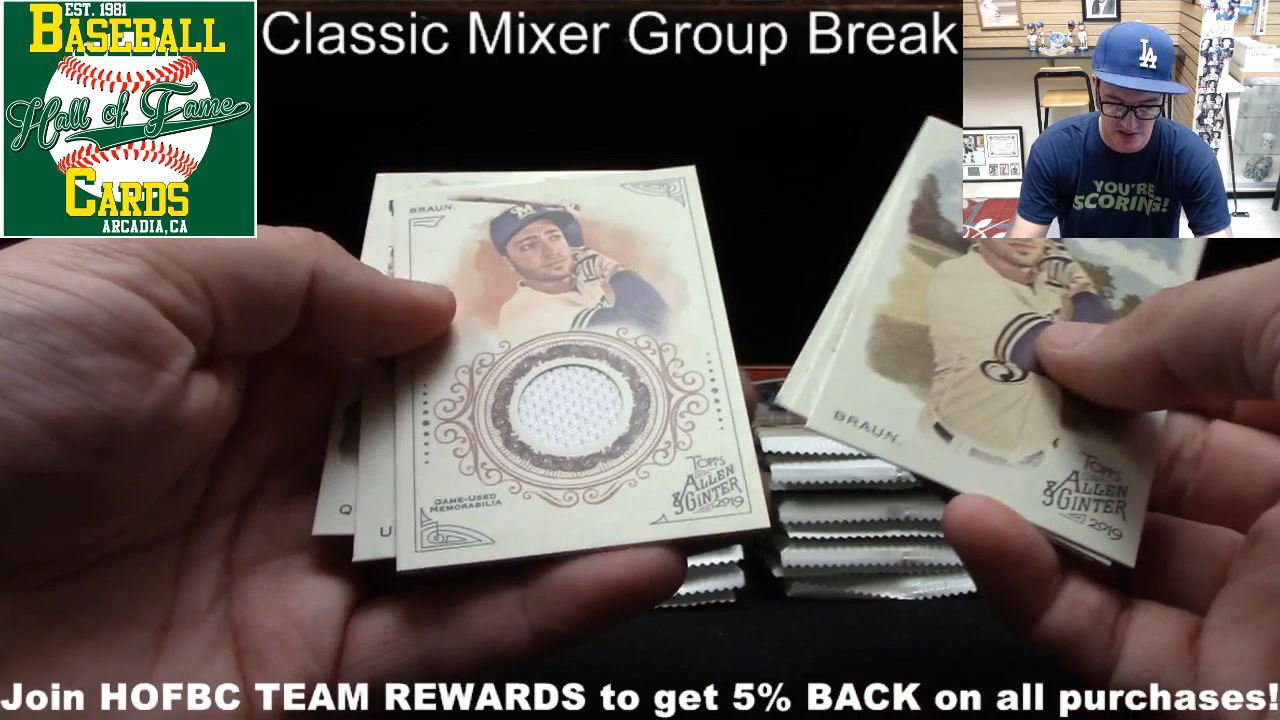 EST. 1981
BASEBALL
Hall of Fame
CARDS
ARCADIA, CA
Classic Mixer Group Break
LA
YOU'RE
SCORING!
BRAUN.
M
GAME-USED
MEMORABILIA
TOPPS
ALLEN
& GINTER
2019
BRAUN.
TOPPS
ALLEN
& GINTER
2019
Join HOFBC TEAM REWARDS to get 5% BACK on all purchases!